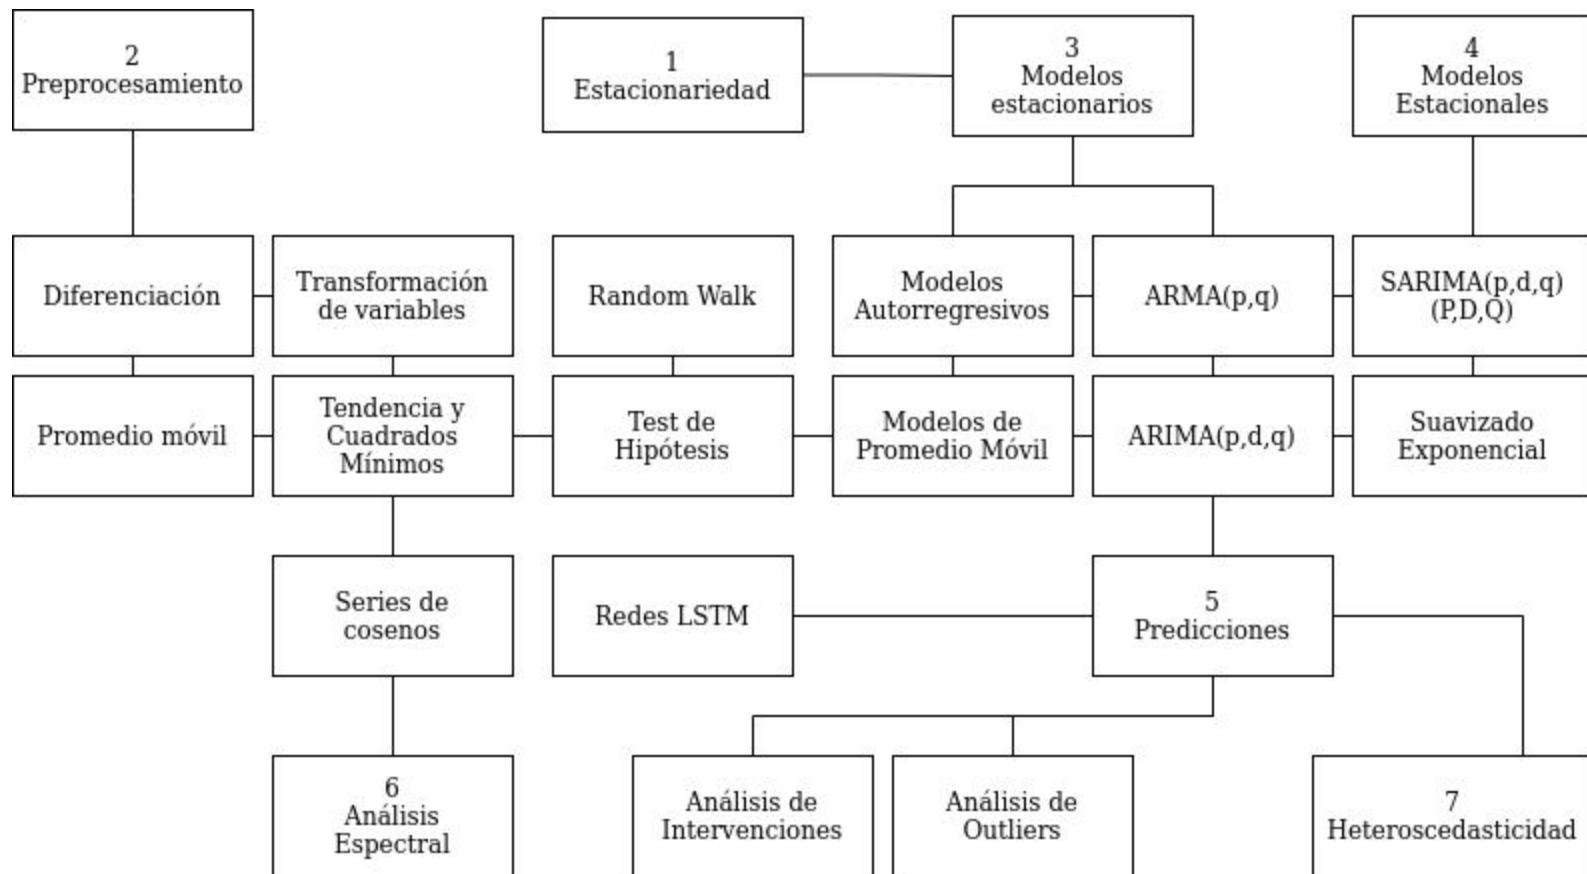 2
Preprocesamiento
1
Estacionariedad
3
Modelos
estacionarios
4
Modelos
Estacionales
Diferenciación
Transformación
de variables
Random Walk
Modelos
Autorregresivos
ARMA(p,q)
SARIMA(p,d,q)
(P,D,Q)
Promedio móvil
Tendencia y
Cuadrados
Mínimos
Test de
Hipótesis
Modelos de
Promedio Móvil
ARIMA(p,d,q)
Suavizado
Exponencial
Series de
cosenos
Redes LSTM
5
Predicciones
6
Análisis
Espectral
Análisis de
Intervenciones
Análisis de
Outliers
7
Heteroscedasticidad